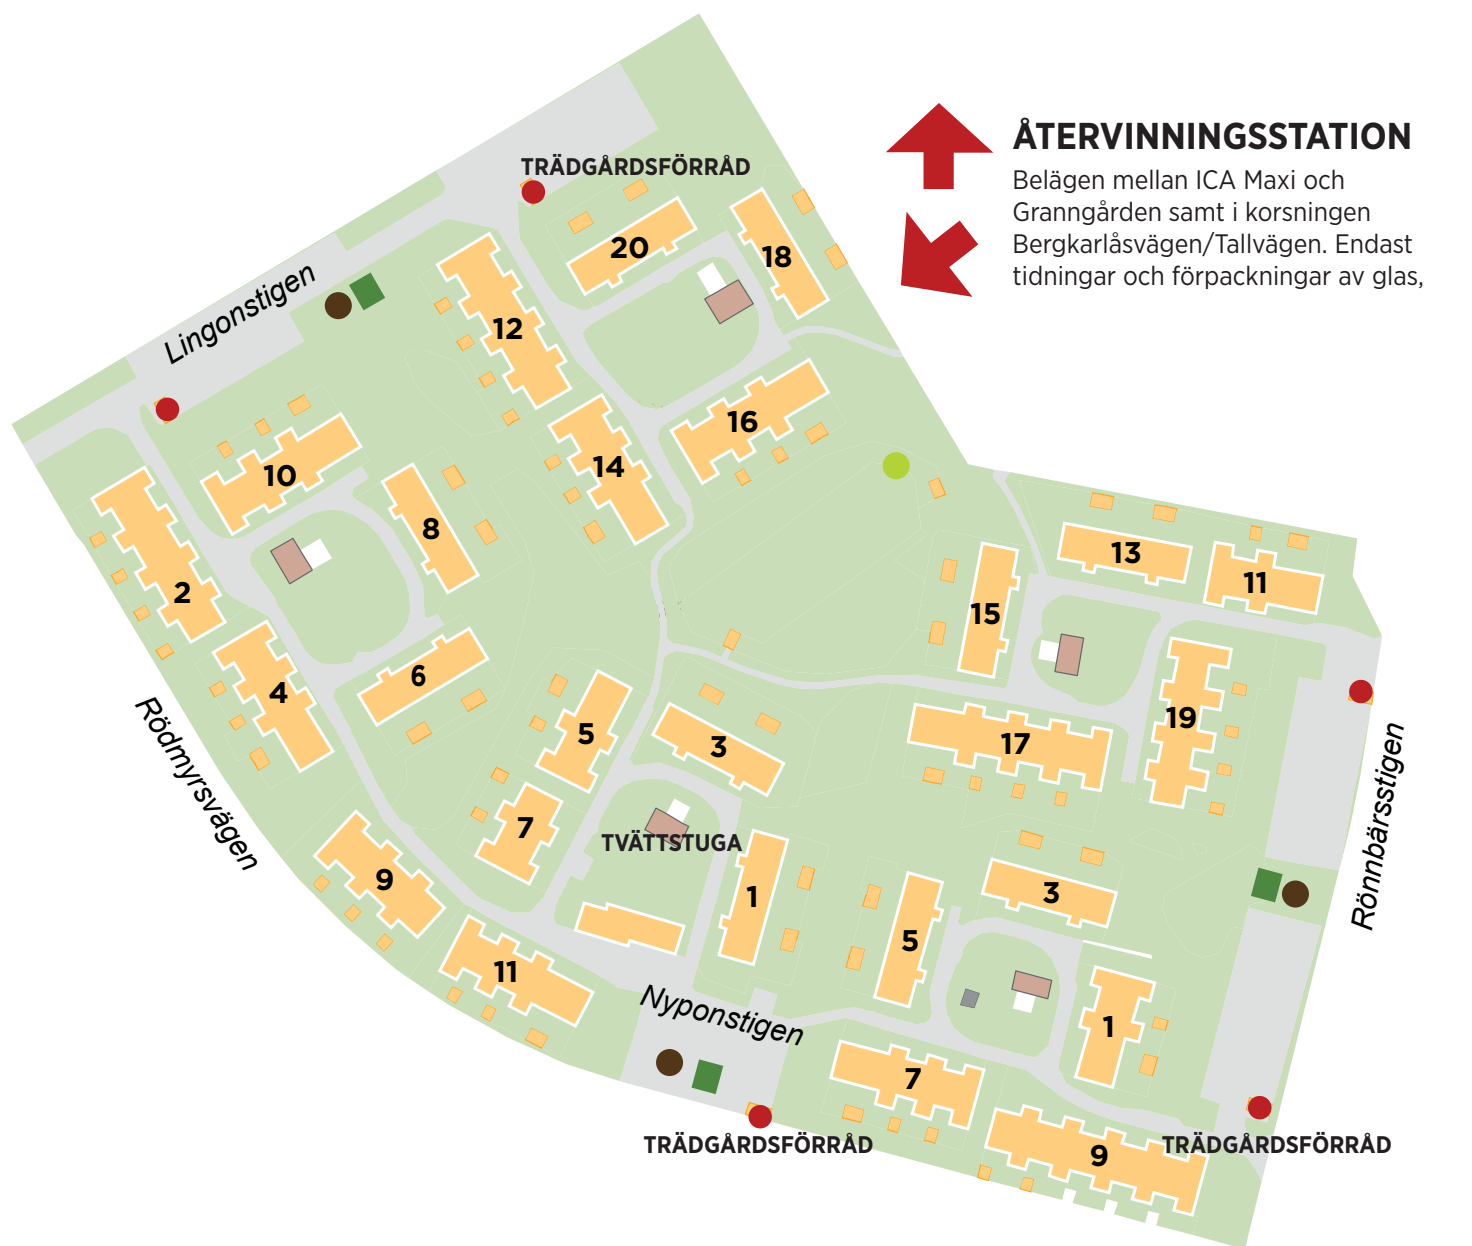 ÅTERVINNINGSSTATION
Belägen mellan ICA Maxi och
Granngården samt i korsningen
Bergkarlåsvägen/Tallvägen. Endast
tidningar och förpackningar av glas,
TRÄDGÅRDSFÖRRÅD
20
18
Lingonstigen
12
16
14
10
8
2
13
11
15
4
6
Rödmyrsvägen
5
3
17
19
Rönnbärsstigen
7
TVÄTTSTUGA
9
1
3
5
11
Nyponstigen
1
7
TRÄDGÅRDSFÖRRÅD
9
TRÄDGÅRDSFÖRRÅD